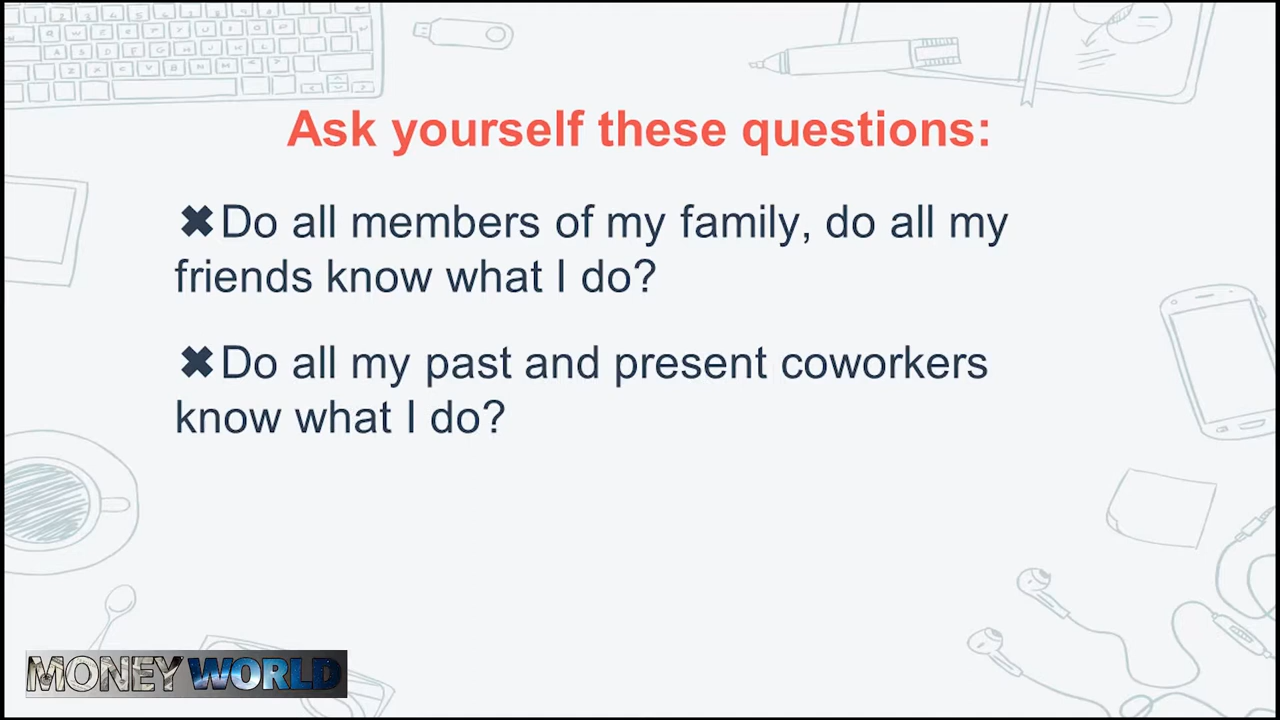 Ask yourself these questions:
✖Do all members of my family, do all my
friends know what I do?
✖Do all my past and present coworkers
know what I do?
MONEY WORLD